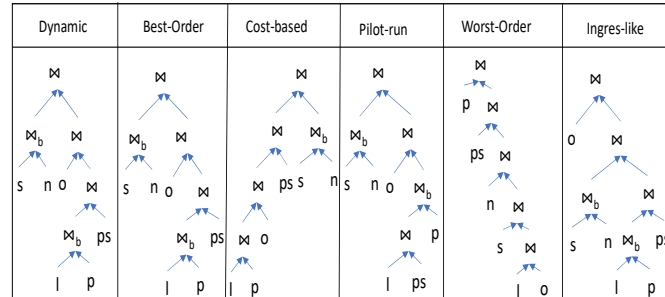 Dynamic Best-Order Cost-based Pilot-run Worst-Order Ingres-like
⋈ ⋈ ⋈ ⋈ ⋈ ⋈
p ⋈
⋈b ⋈ ⋈b ⋈ ⋈ ⋈b ⋈b ⋈ o ⋈
ps ⋈
s n o ⋈ s n o ⋈ ⋈ ps s n s n o ⋈b n ⋈ ⋈b ⋈
⋈b ps ⋈b ps ⋈ o ⋈ p s ⋈ s n ⋈b ps
l p l p l p l ps l o l p